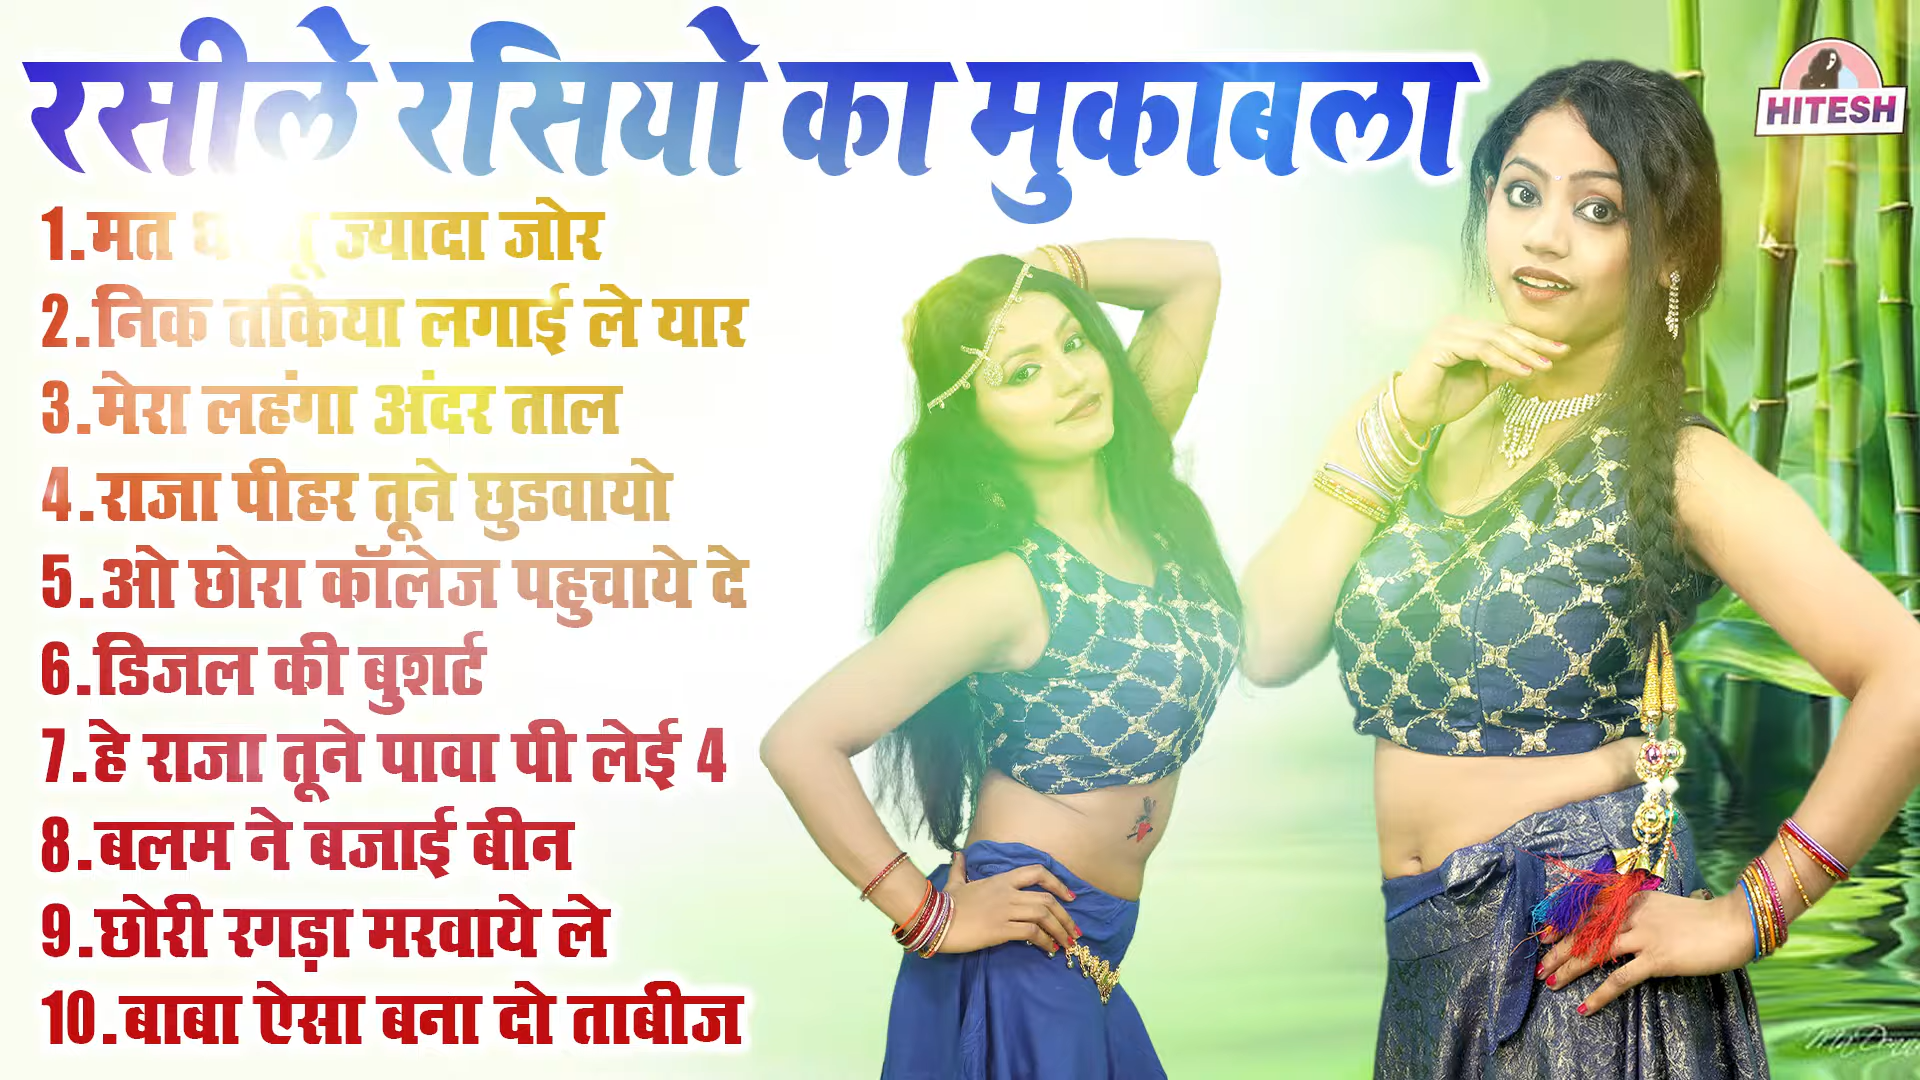 रसीले रसियो का मुकाबला
HITESH
1.मत ज्यादा जोर
2.निक तकिया लगाई ले यार
3.मेरा लहंगा अंदर ताल
4.राजा पीहर तूने छुडवायो
5.ओ छोरा कॉलेज पहुचाये दे
6.डिजल की बुशर्ट
7.हे राजा तूने पावा पी लेई 4
8.बलम ने बजाई बीन
9.छोरी रगड़ा मरवाये ले
10.बाबा ऐसा बना दो ताबीज